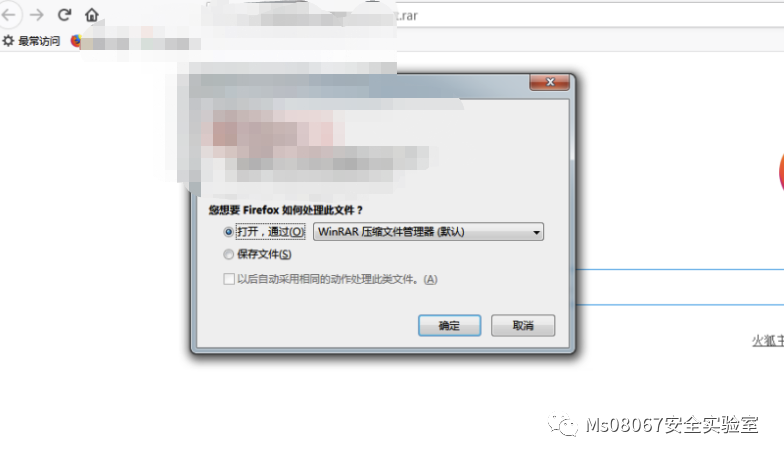 .rar
最常访问
您想要 Firefox 如何处理此文件？
打开，通过(O)
WinRAR 压缩文件管理器 (默认)
保存文件(S)
以后自动采用相同的动作处理此类文件。(A)
确定
取消
火狐主
Ms08067安全实验室